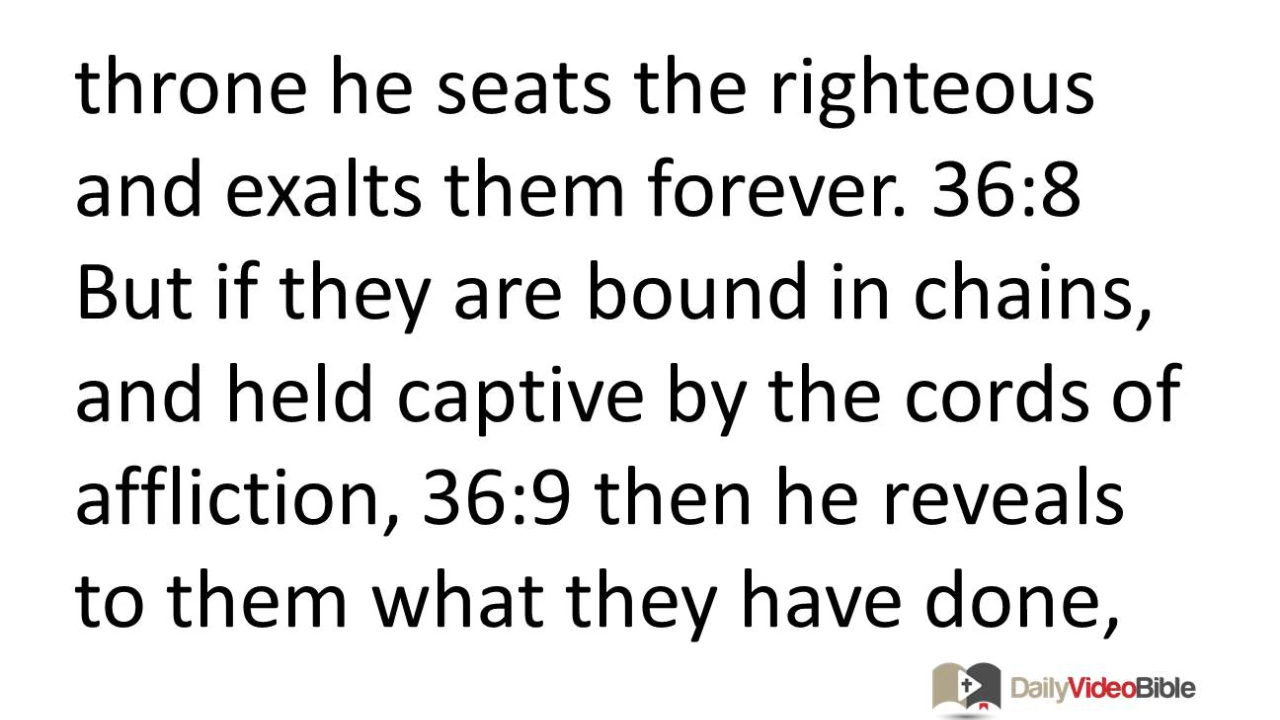 throne he seats the righteous
and exalts them forever. 36:8
But if they are bound in chains,
and held captive by the cords of
affliction, 36:9 then he reveals
to them what they have done,
DailyVideoBible